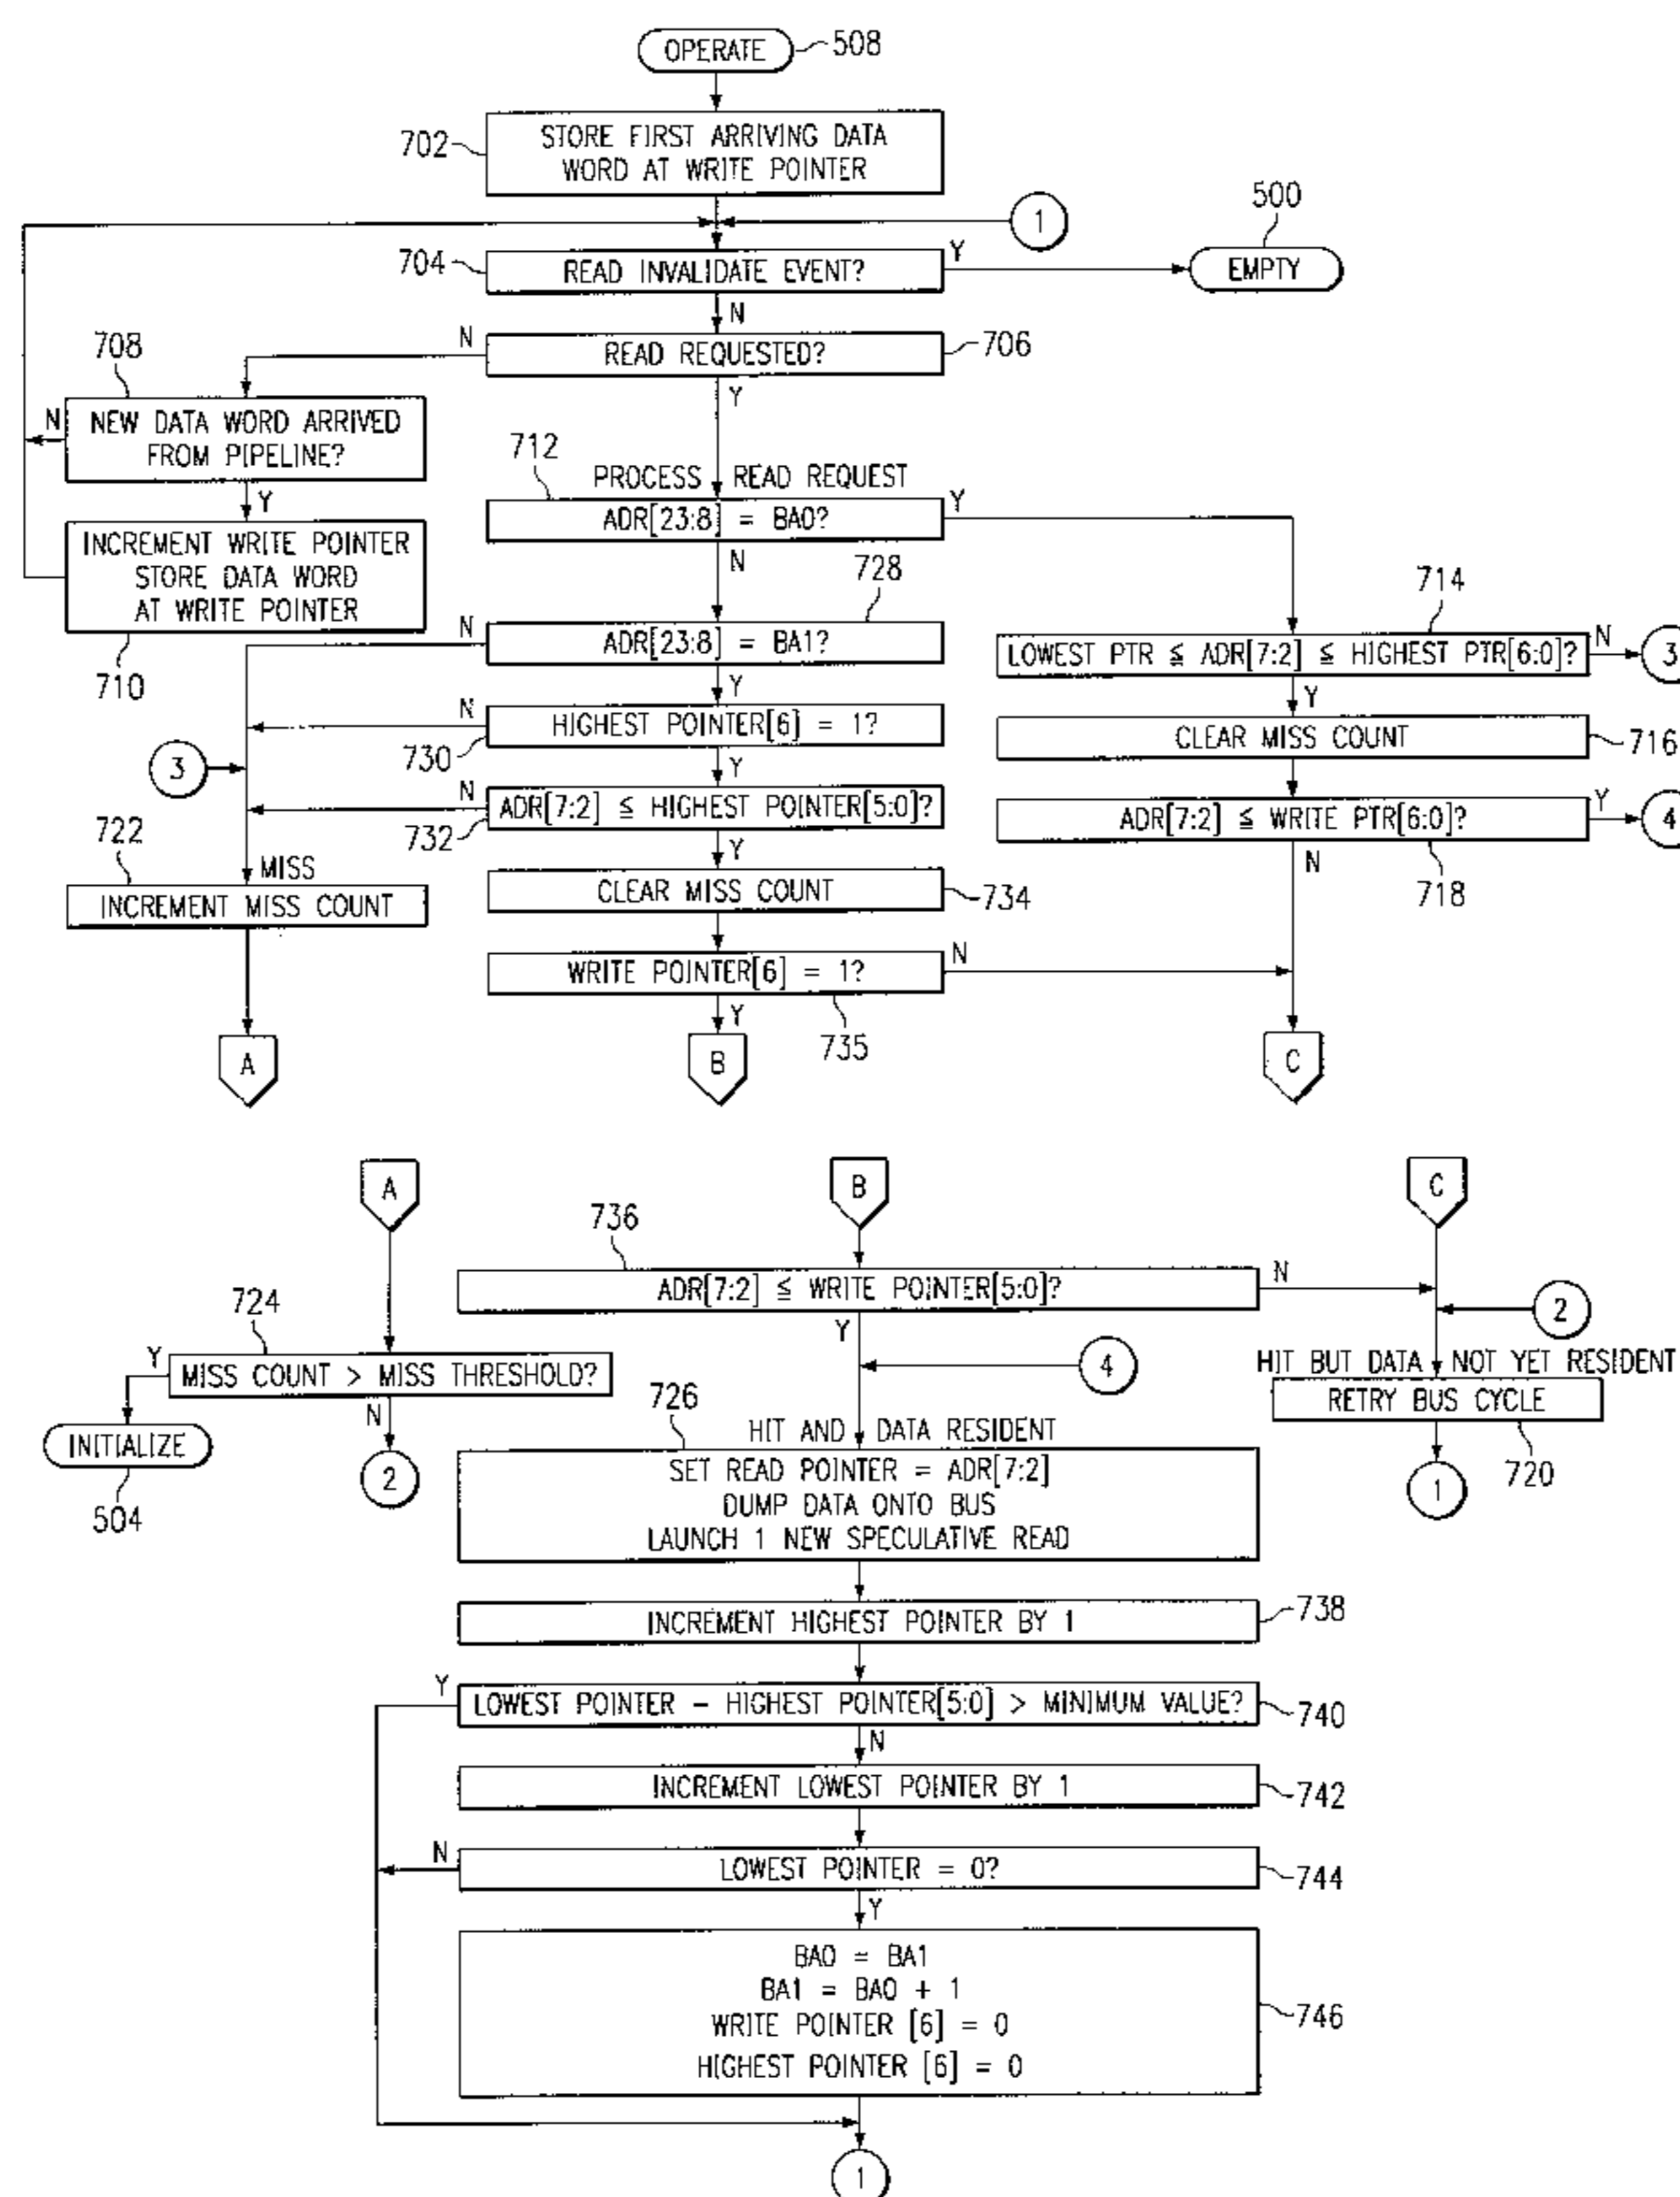 OPERATE
508
702
STORE FIRST ARRIVING DATA
WORD AT WRITE POINTER
1
500
704
READ INVALIDATE EVENT?
Y
EMPTY
N
N
READ REQUESTED?
706
Y
708
N
NEW DATA WORD ARRIVED
FROM PIPELINE?
Y
INCREMENT WRITE POINTER
STORE DATA WORD
AT WRITE POINTER
710
712
PROCESS READ REQUEST
ADR[23:8] = BA0?
Y
N
728
N
ADR[23:8] = BA1?
Y
714
LOWEST PTR ≦ ADR[7:2] ≦ HIGHEST PTR[6:0]?
N
3
Y
N
HIGHEST POINTER[6] = 1?
730
Y
CLEAR MISS COUNT
716
3
N
ADR[7:2] ≦ HIGHEST POINTER[5:0]?
732
Y
ADR[7:2] ≦ WRITE PTR[6:0]?
Y
4
718
N
722
MISS
INCREMENT MISS COUNT
CLEAR MISS COUNT
734
WRITE POINTER[6] = 1?
N
735
Y
A
B
C
A
B
C
736
ADR[7:2] ≦ WRITE POINTER[5:0]?
N
Y
2
724
Y
MISS COUNT > MISS THRESHOLD?
N
INITIALIZE
504
2
4
HIT BUT DATA NOT YET RESIDENT
RETRY BUS CYCLE
720
1
726
HIT AND DATA RESIDENT
SET READ POINTER = ADR[7:2]
DUMP DATA ONTO BUS
LAUNCH 1 NEW SPECULATIVE READ
INCREMENT HIGHEST POINTER BY 1
738
Y
LOWEST POINTER – HIGHEST POINTER[5:0] > MINIMUM VALUE?
740
N
INCREMENT LOWEST POINTER BY 1
742
N
LOWEST POINTER = 0?
744
Y
BA0 = BA1
BA1 = BA0 + 1
WRITE POINTER [6] = 0
HIGHEST POINTER [6] = 0
746
1